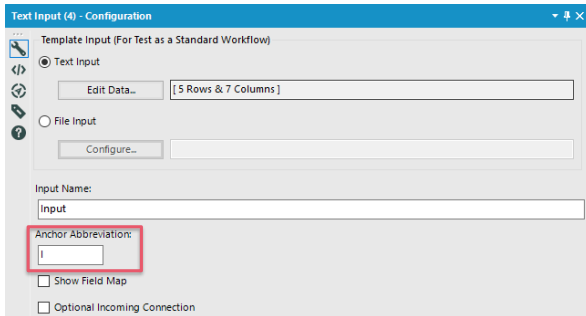 Text Input (4) - Configuration
Template Input (For Test as a Standard Workflow)
Text Input
Edit Data... [ 5 Rows & 7 Columns ]
File Input
Configure...
Input Name:
Input
Anchor Abbreviation:
I
Show Field Map
Optional Incoming Connection